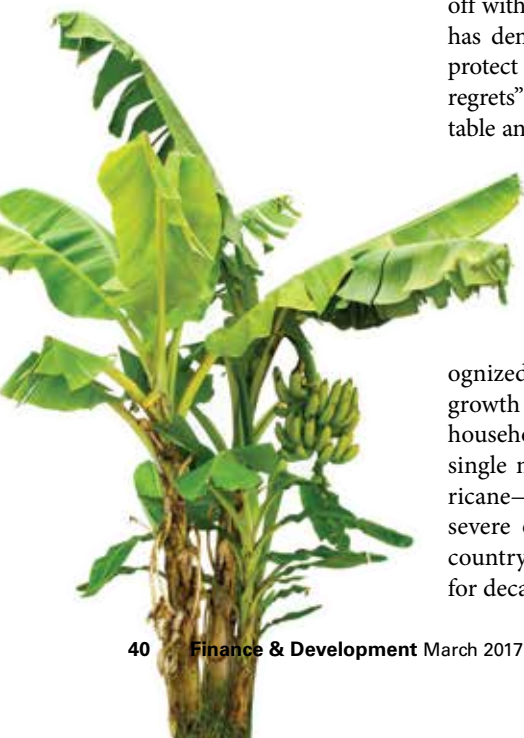 off with
has den
protect
regrets”
table an
ognized
growth
househ
single n
ricane—
severe
country
for deca
40 Finance & Development March 2017